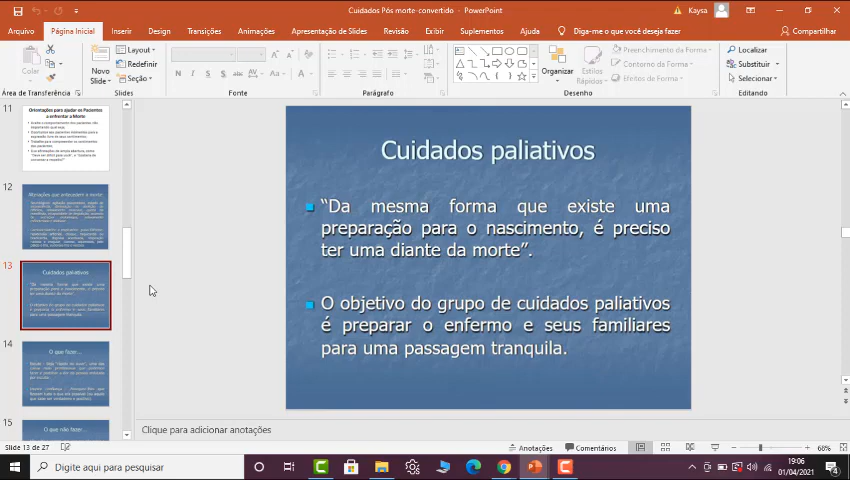 Cuidados Pós morte-convertido - PowerPoint
Kaysa
Arquivo Página Inicial Inserir Design Transições Animações Apresentação de Slides Revisão Exibir Suplementos Ajuda Diga-me o que você deseja fazer Compartilhar
Colar
Novo Slide
Layout
Redefinir
Seção
Organizar
Estilos Rápidos
Preenchimento da Forma
Contorno da Forma
Efeitos de Forma
Localizar
Substituir
Selecionar
Área de Transferência
Slides
Fonte
Parágrafo
Desenho
Editando
11
Orientações para ajudar os Pacientes
a enfrentar a Morte
12
Alterações que antecedem a morte
13
Cuidados paliativos
14
O que fazer...
15
O que não fazer...
Cuidados paliativos
“Da mesma forma que existe uma
preparação para o nascimento, é preciso
ter uma diante da morte”.
O objetivo do grupo de cuidados paliativos
é preparar o enfermo e seus familiares
para uma passagem tranquila.
Clique para adicionar anotações
Slide 13 de 27
Anotações
Comentários
68%
Digite aqui para pesquisar
19:06
01/04/2021